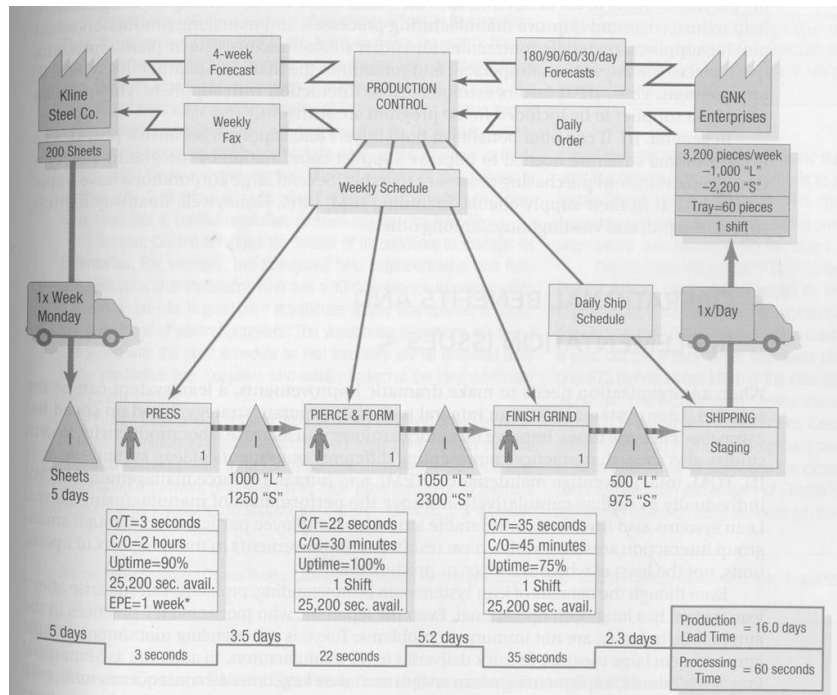 4-week
Forecast
180/90/60/30/day
Forecasts
Kline
Steel Co.
PRODUCTION
CONTROL
GNK
Enterprises
Weekly
Fax
Daily
Order
200 Sheets
3,200 pieces/week
–1,000 "L"
–2,200 "S"
Tray=60 pieces
1 shift
Weekly Schedule
1x Week
Monday
Daily Ship
Schedule
1x/Day
PRESS
PIERCE & FORM
FINISH GRIND
SHIPPING
I
1
I
1
I
1
I
Staging
Sheets
5 days
1000 "L"
1250 "S"
1050 "L"
2300 "S"
500 "L"
975 "S"
C/T=3 seconds
C/O=2 hours
Uptime=90%
25,200 sec. avail.
EPE=1 week*
C/T=22 seconds
C/O=30 minutes
Uptime=100%
1 Shift
25,200 sec. avail.
C/T=35 seconds
C/O=45 minutes
Uptime=75%
1 Shift
25,200 sec. avail.
5 days
3.5 days
5.2 days
2.3 days
3 seconds
22 seconds
35 seconds
Production
Lead Time = 16.0 days
Processing
Time = 60 seconds